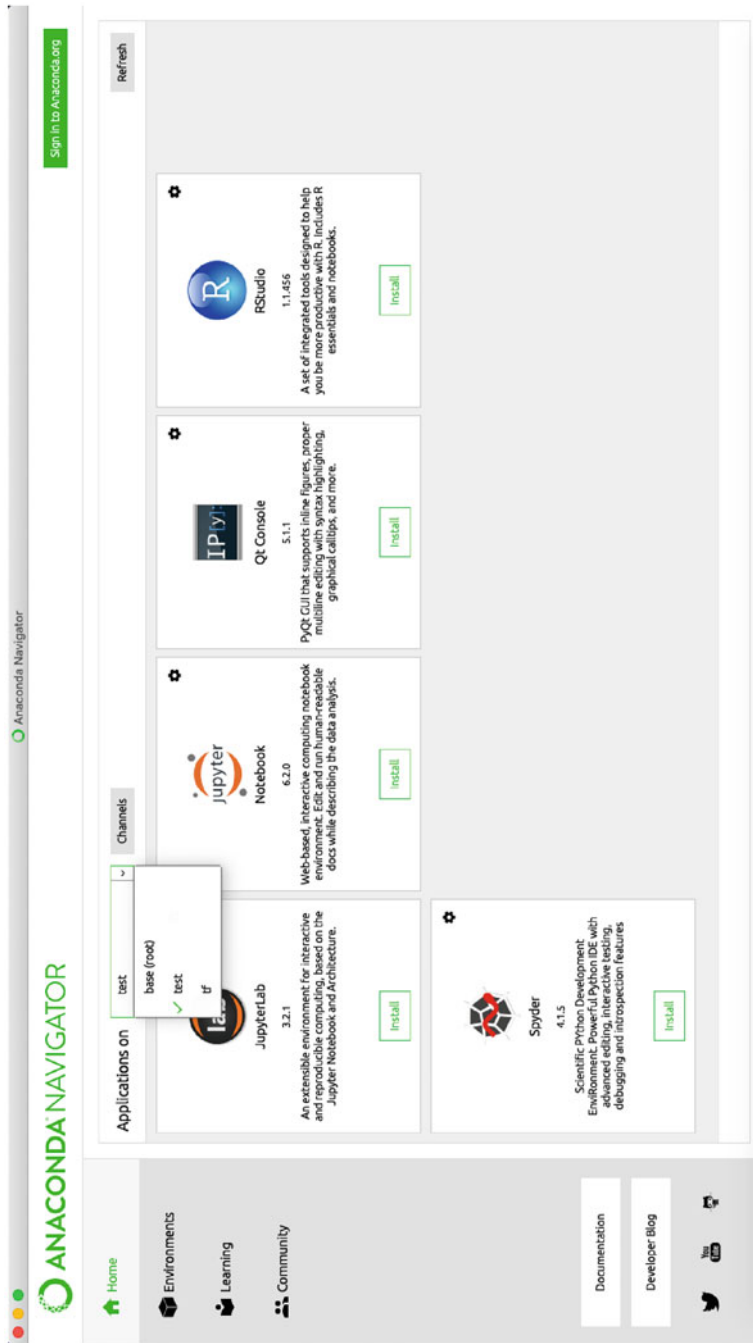 Anaconda Navigator
ANACONDA NAVIGATOR
Sign in to Anaconda.org
Home
Environments
Learning
Community
Documentation
Developer Blog
You
Tube
Applications on
test
Channels
Refresh
base (root)
test
tf
lab
JupyterLab
3.2.1
An extensible environment for interactive
and reproducible computing, based on the
Jupyter Notebook and Architecture.
Install
jupyter
Notebook
6.2.0
Web-based, interactive computing notebook
environment. Edit and run human-readable
docs while describing the data analysis.
Install
IP[y]:
Qt Console
5.1.1
PyQt GUI that supports inline figures, proper
multiline editing with syntax highlighting,
graphical calltips, and more.
Install
R
RStudio
1.1.456
A set of integrated tools designed to help
you be more productive with R. Includes R
essentials and notebooks.
Install
Spyder
4.1.5
Scientific PYthon Development
EnviRonment. Powerful Python IDE with
advanced editing, interactive testing,
debugging and introspection features
Install